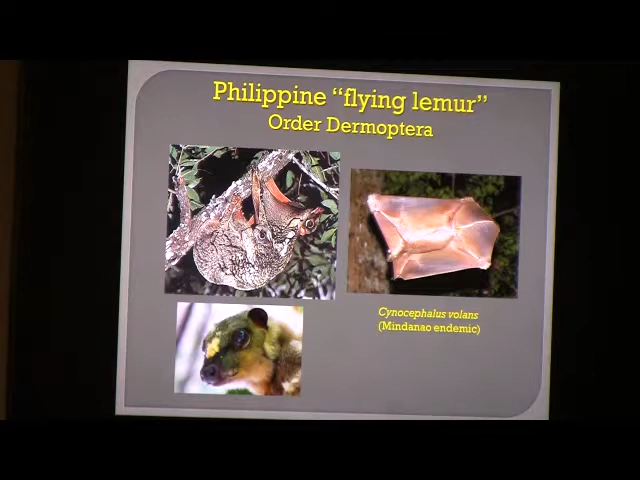 Philippine “flying lemur”
Order Dermoptera
Cynocephalus volans
(Mindanao endemic)